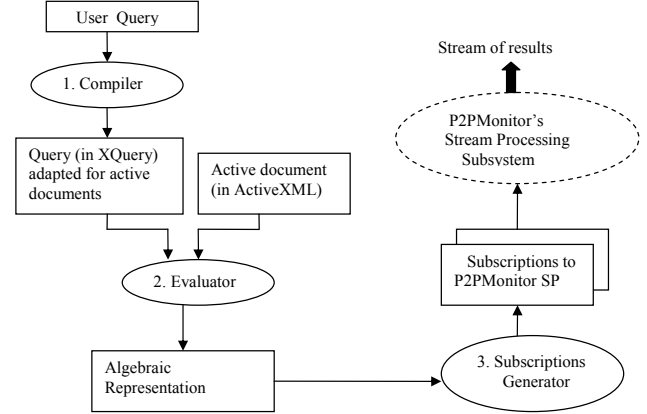 User Query
1. Compiler
Query (in XQuery)
adapted for active
documents
Active document
(in ActiveXML)
2. Evaluator
Algebraic
Representation
3. Subscriptions
Generator
Subscriptions to
P2PMonitor SP
P2PMonitor's
Stream Processing
Subsystem
Stream of results